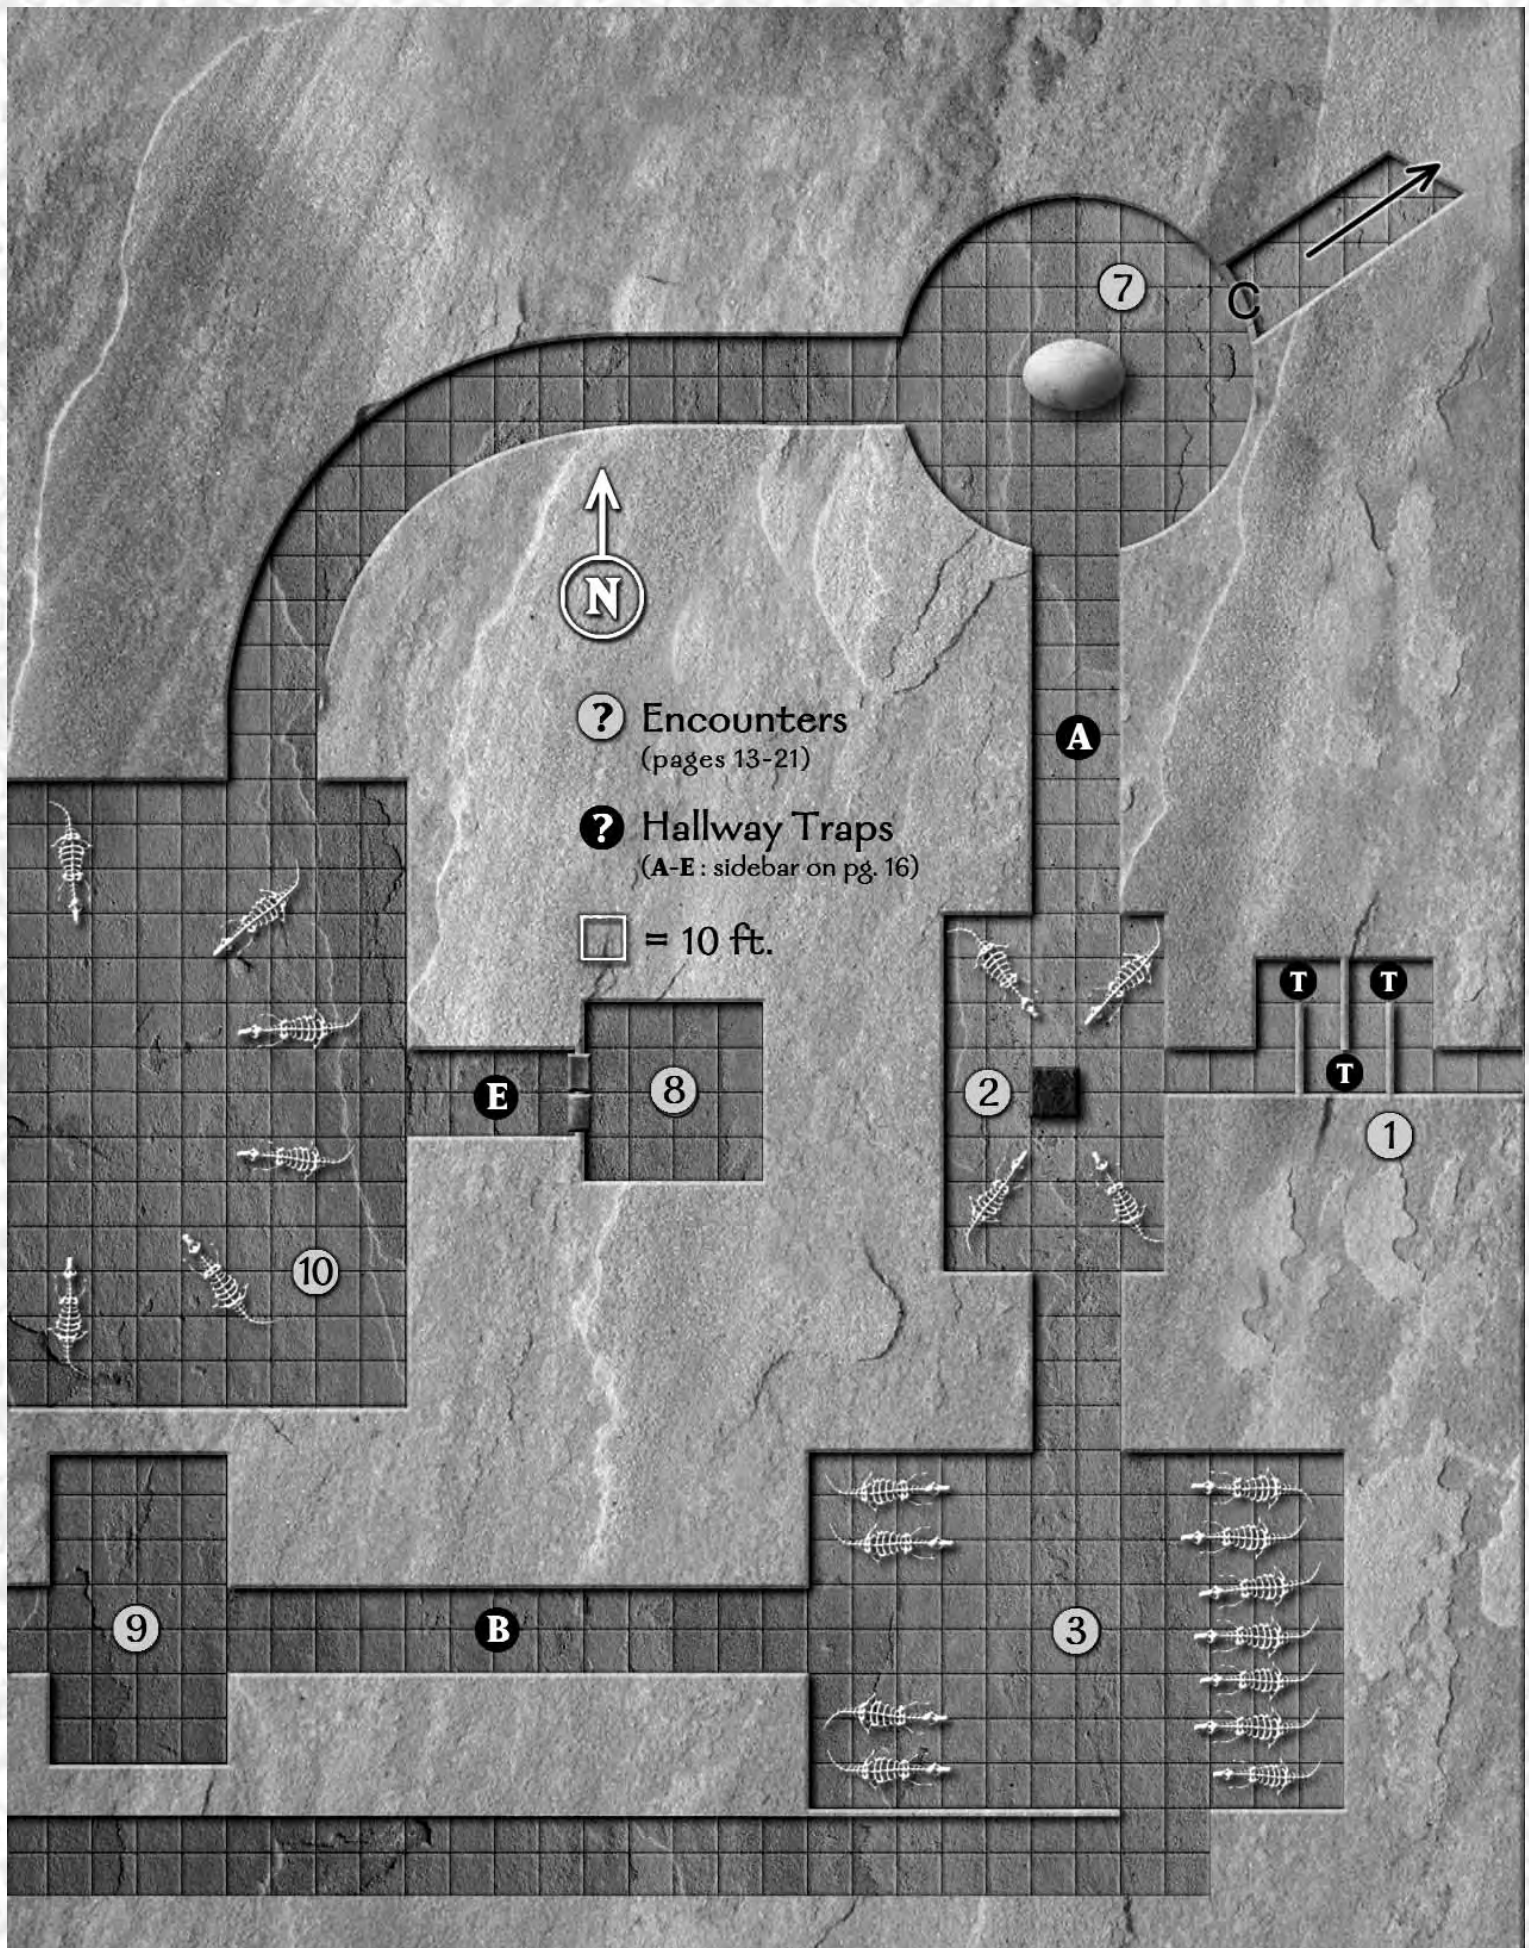 7
C
N
? Encounters
(pages 13-21)
A
? Hallway Traps
(A-E : sidebar on pg. 16)
= 10 ft.
T T
T
E
8
2
1
10
9
B
3